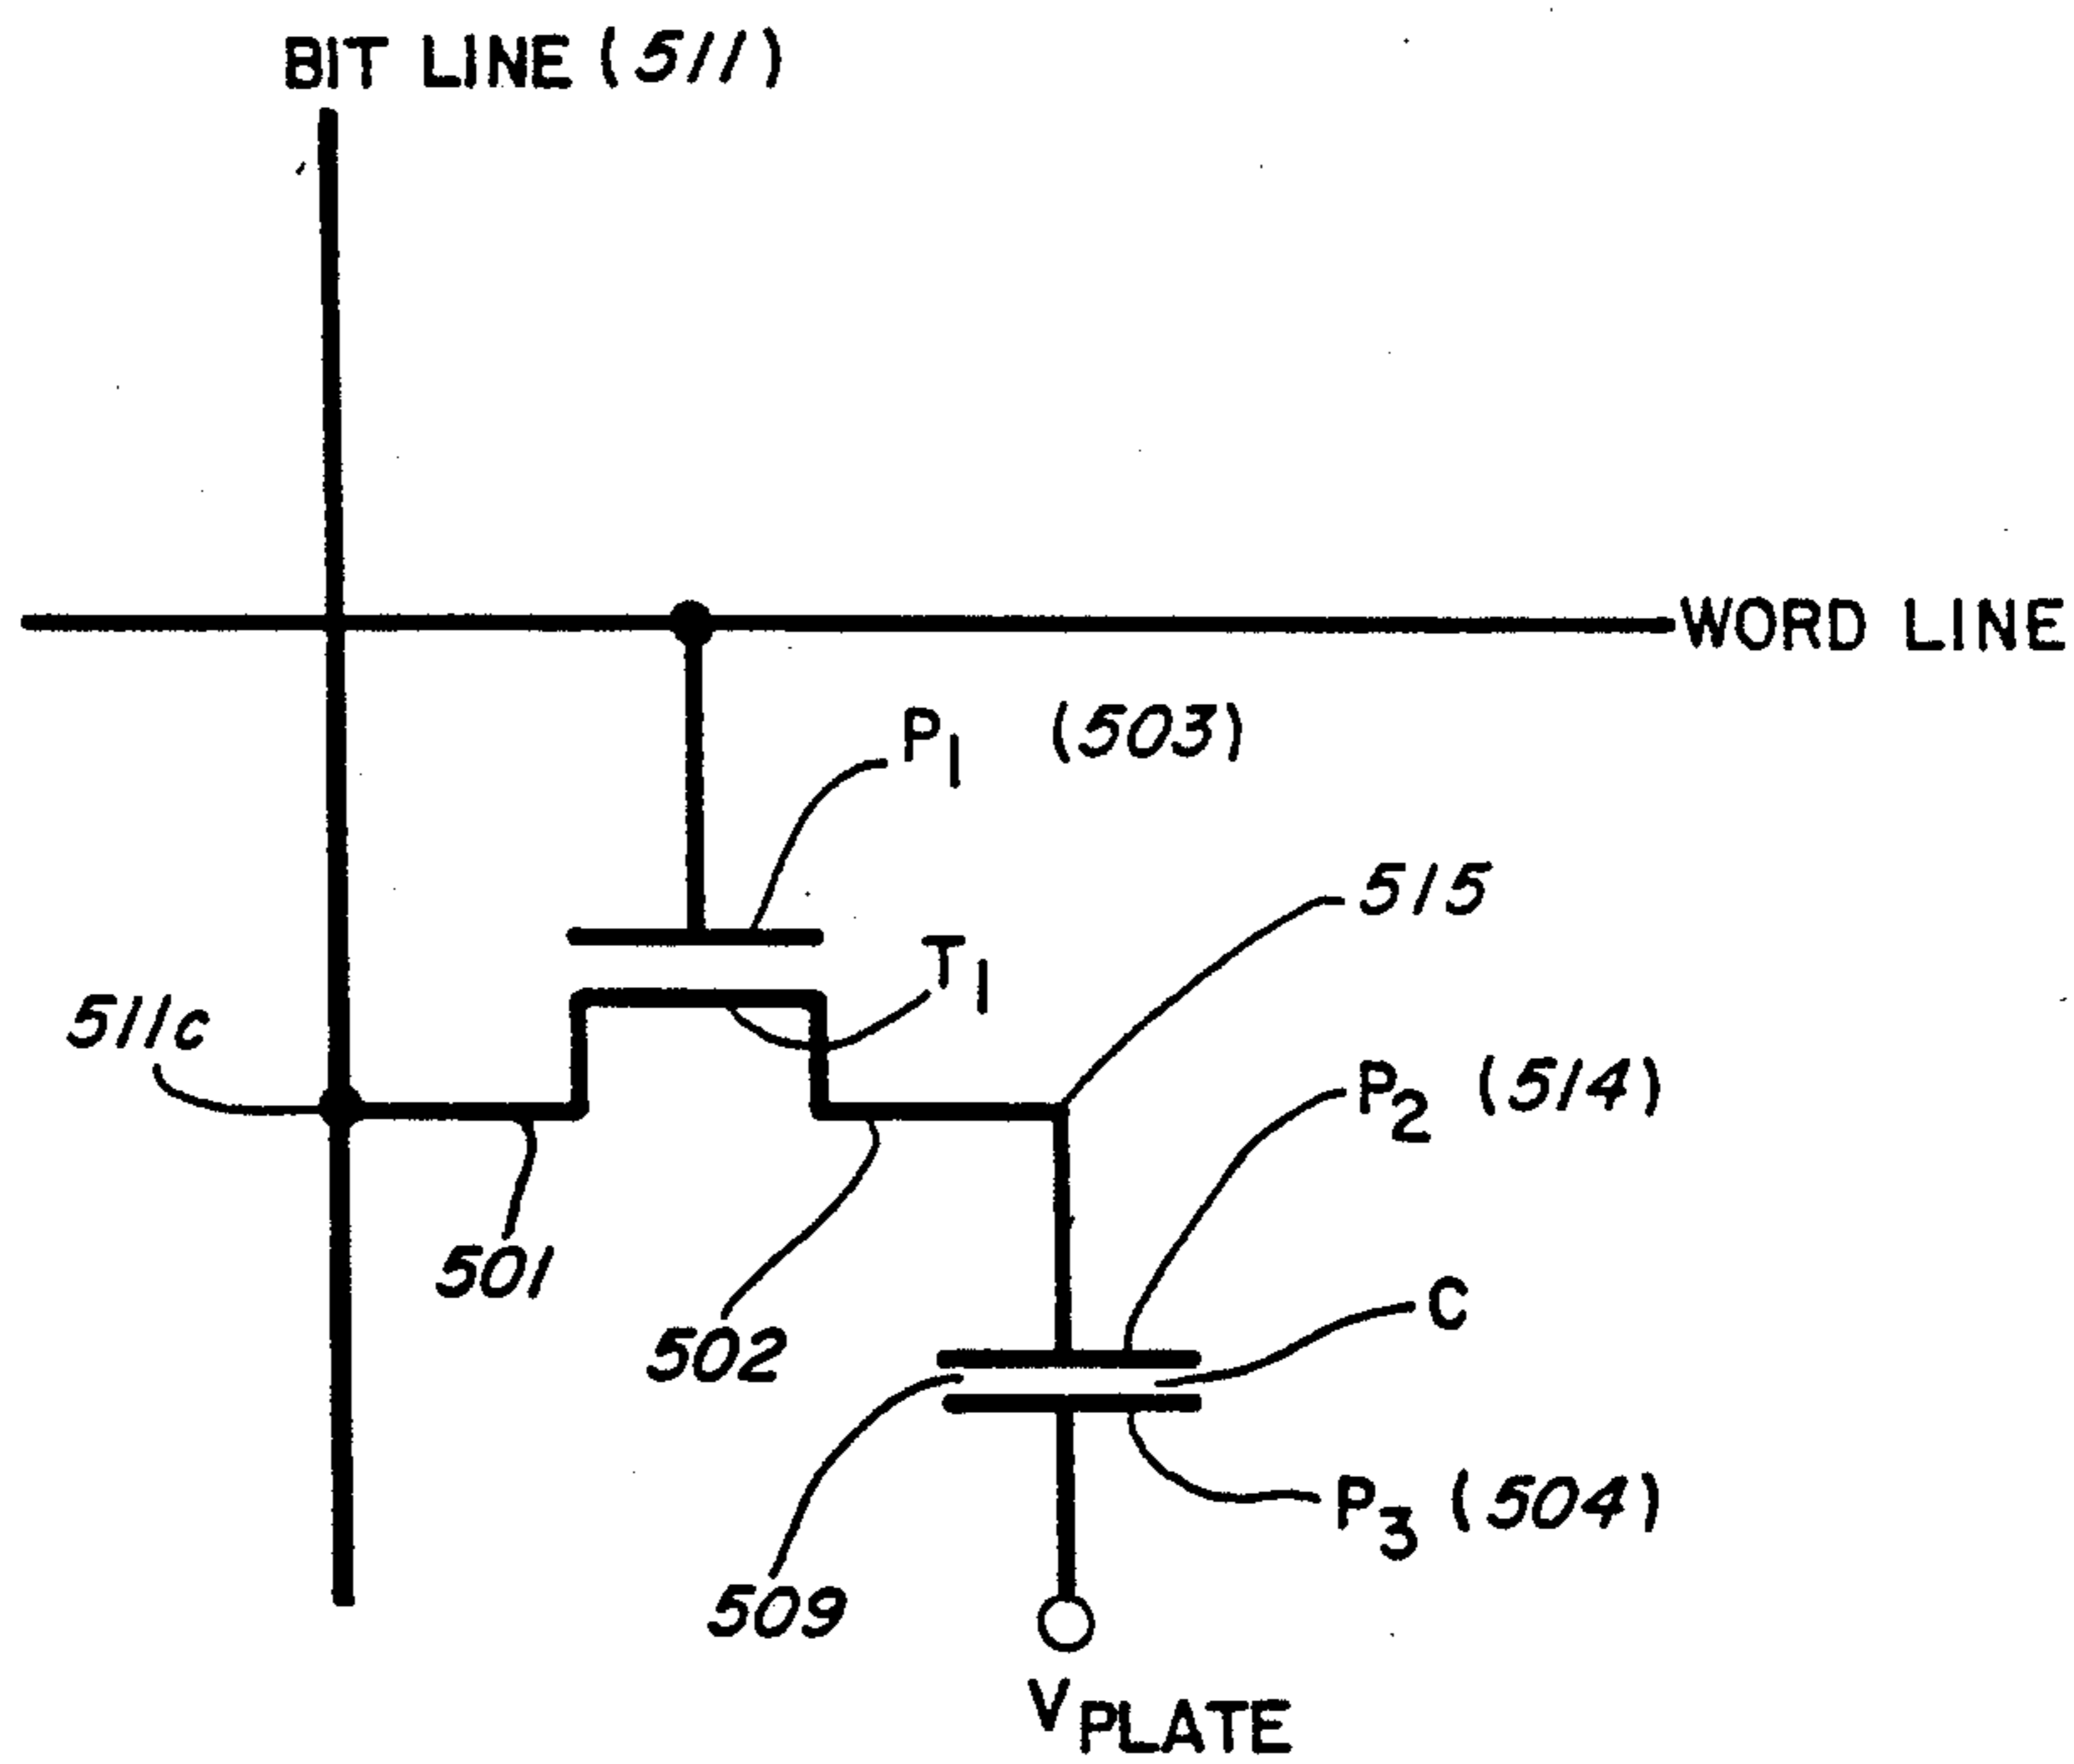 BIT LINE (511)
WORD LINE
P1 (503)
515
T1
511c
P2 (514)
501
C
502
P3 (504)
509
VPLATE